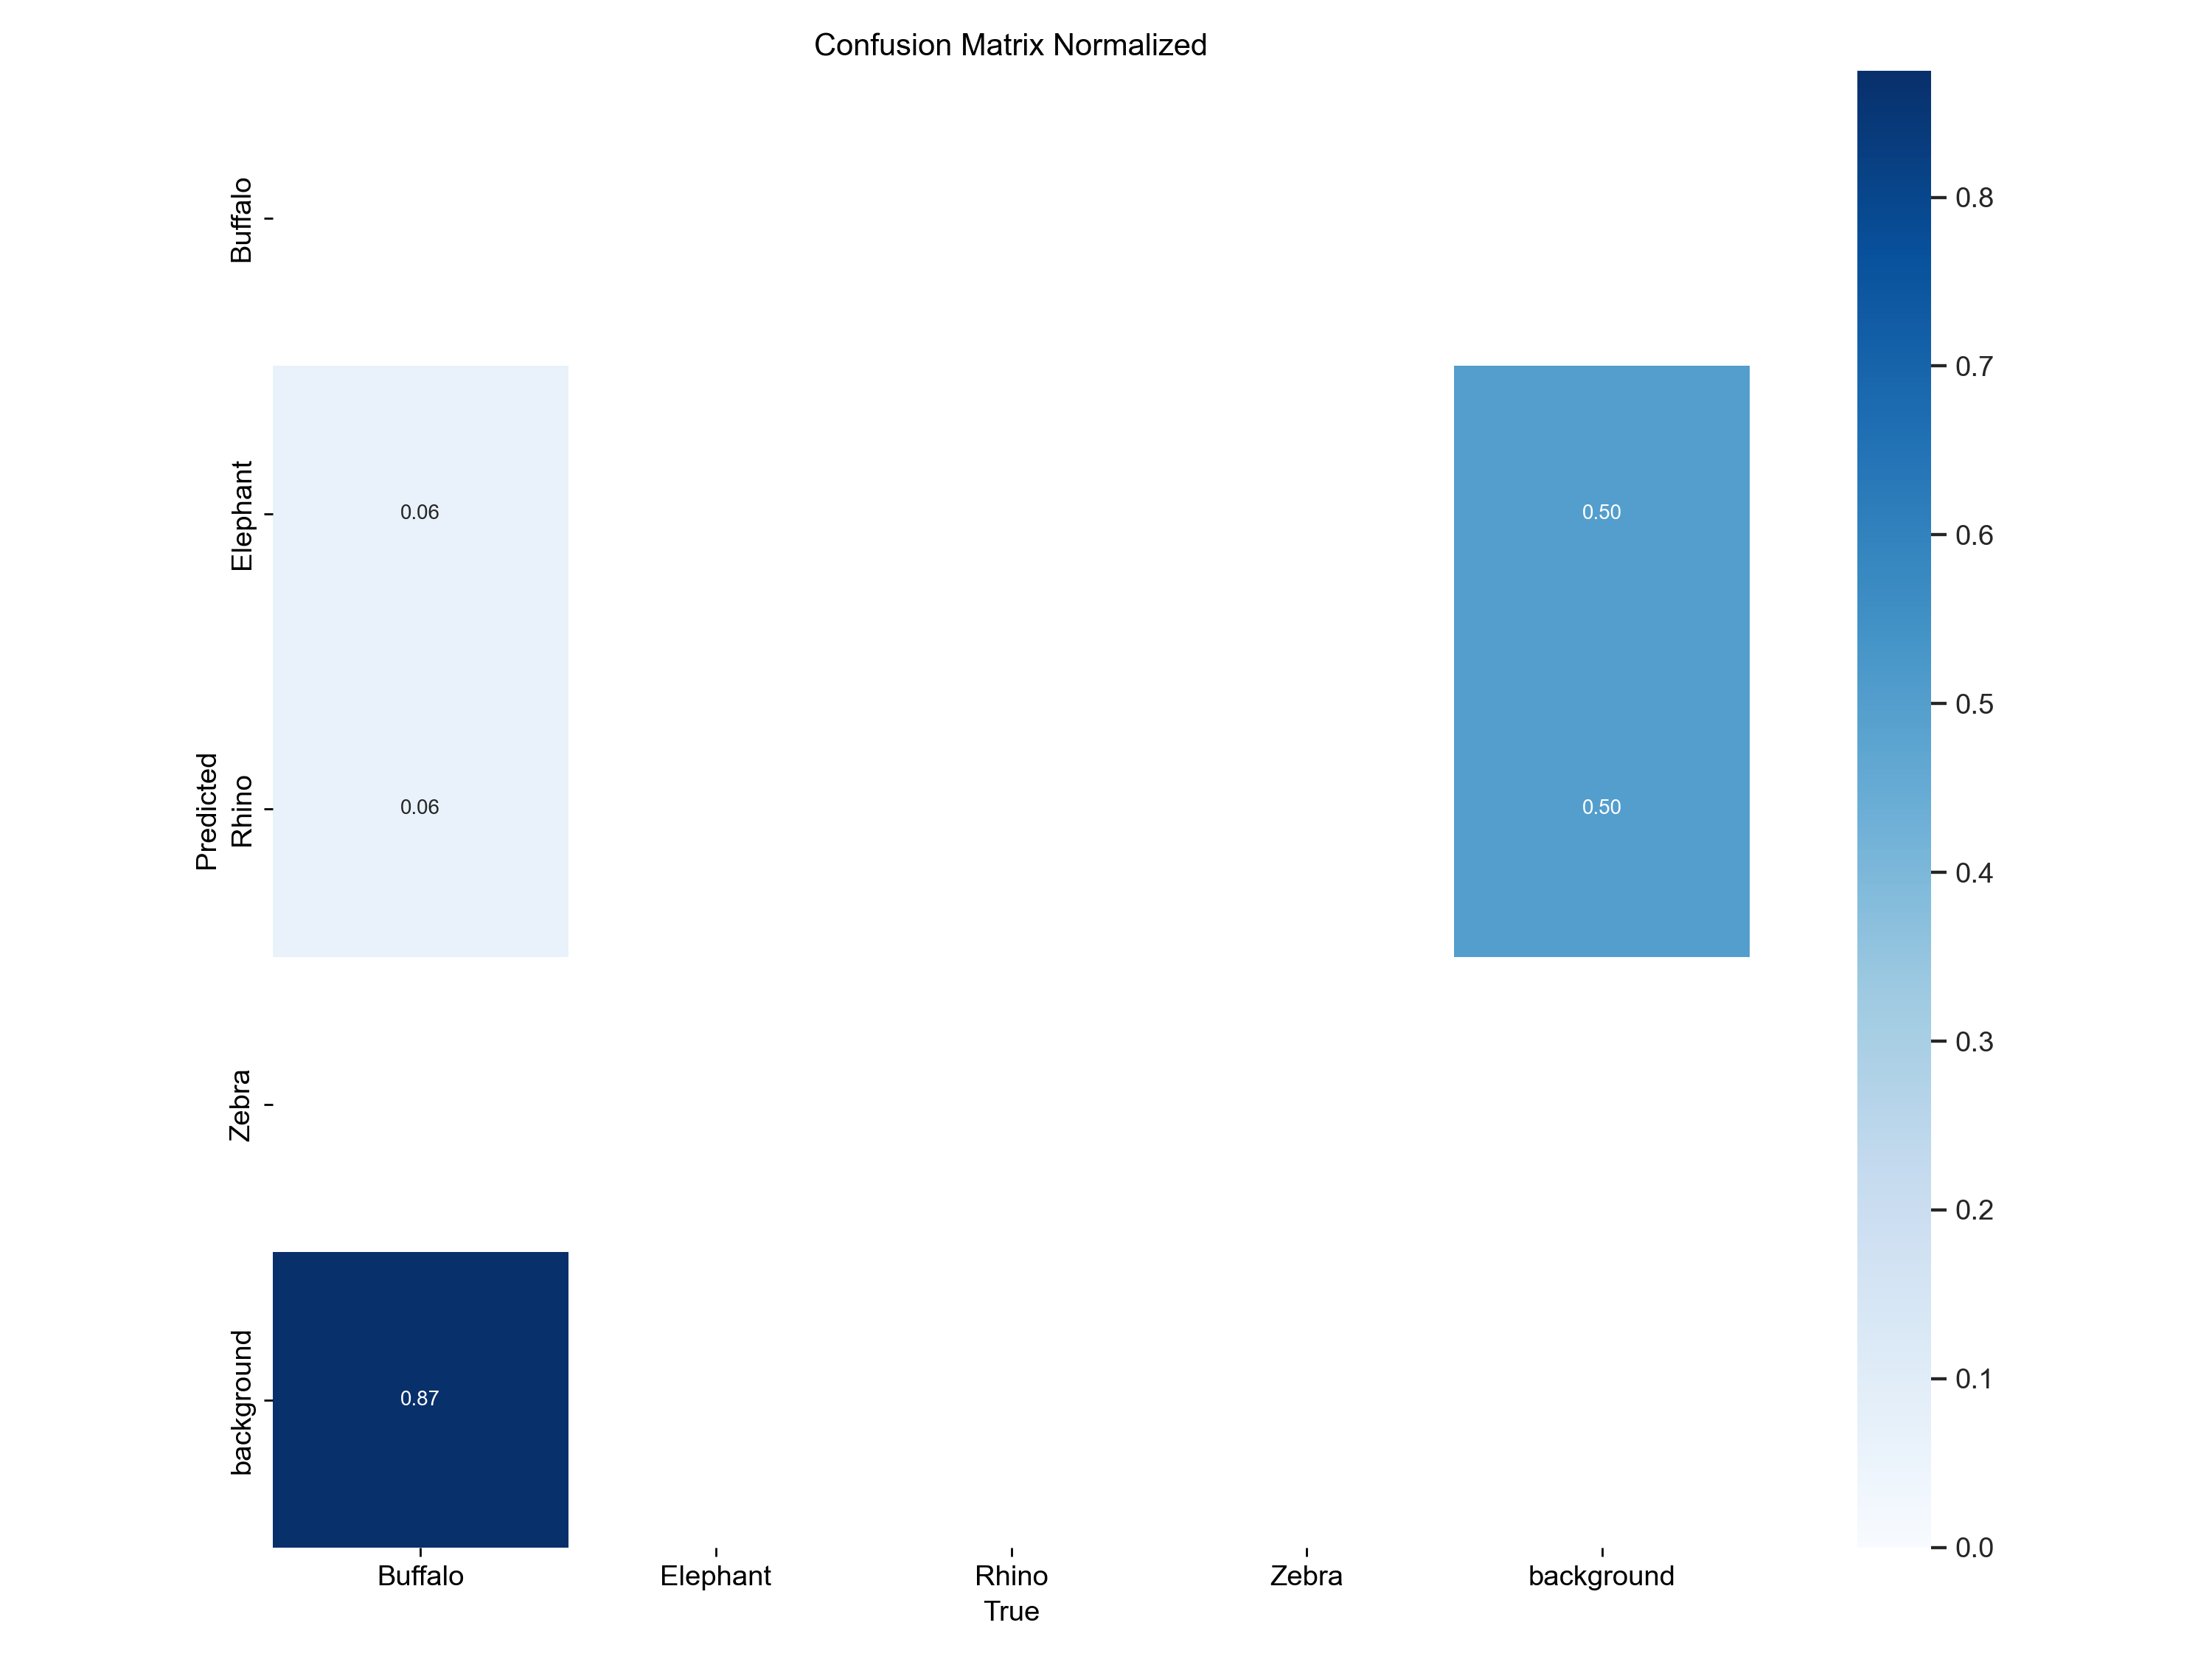 Confusion Matrix Normalized
Buffalo
Elephant
Rhino
Zebra
background
Predicted
0.06
0.50
0.06
0.50
0.87
Buffalo
Elephant
Rhino
Zebra
background
True
0.8
0.7
0.6
0.5
0.4
0.3
0.2
0.1
0.0